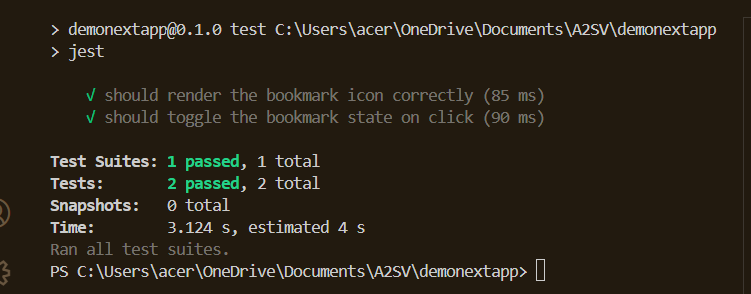 > demonextapp@0.1.0 test C:\Users\acer\OneDrive\Documents\A2SV\demonextapp
> jest
√ should render the bookmark icon correctly (85 ms)
√ should toggle the bookmark state on click (90 ms)
Test Suites: 1 passed, 1 total
Tests: 2 passed, 2 total
Snapshots: 0 total
Time: 3.124 s, estimated 4 s
Ran all test suites.
PS C:\Users\acer\OneDrive\Documents\A2SV\demonextapp>